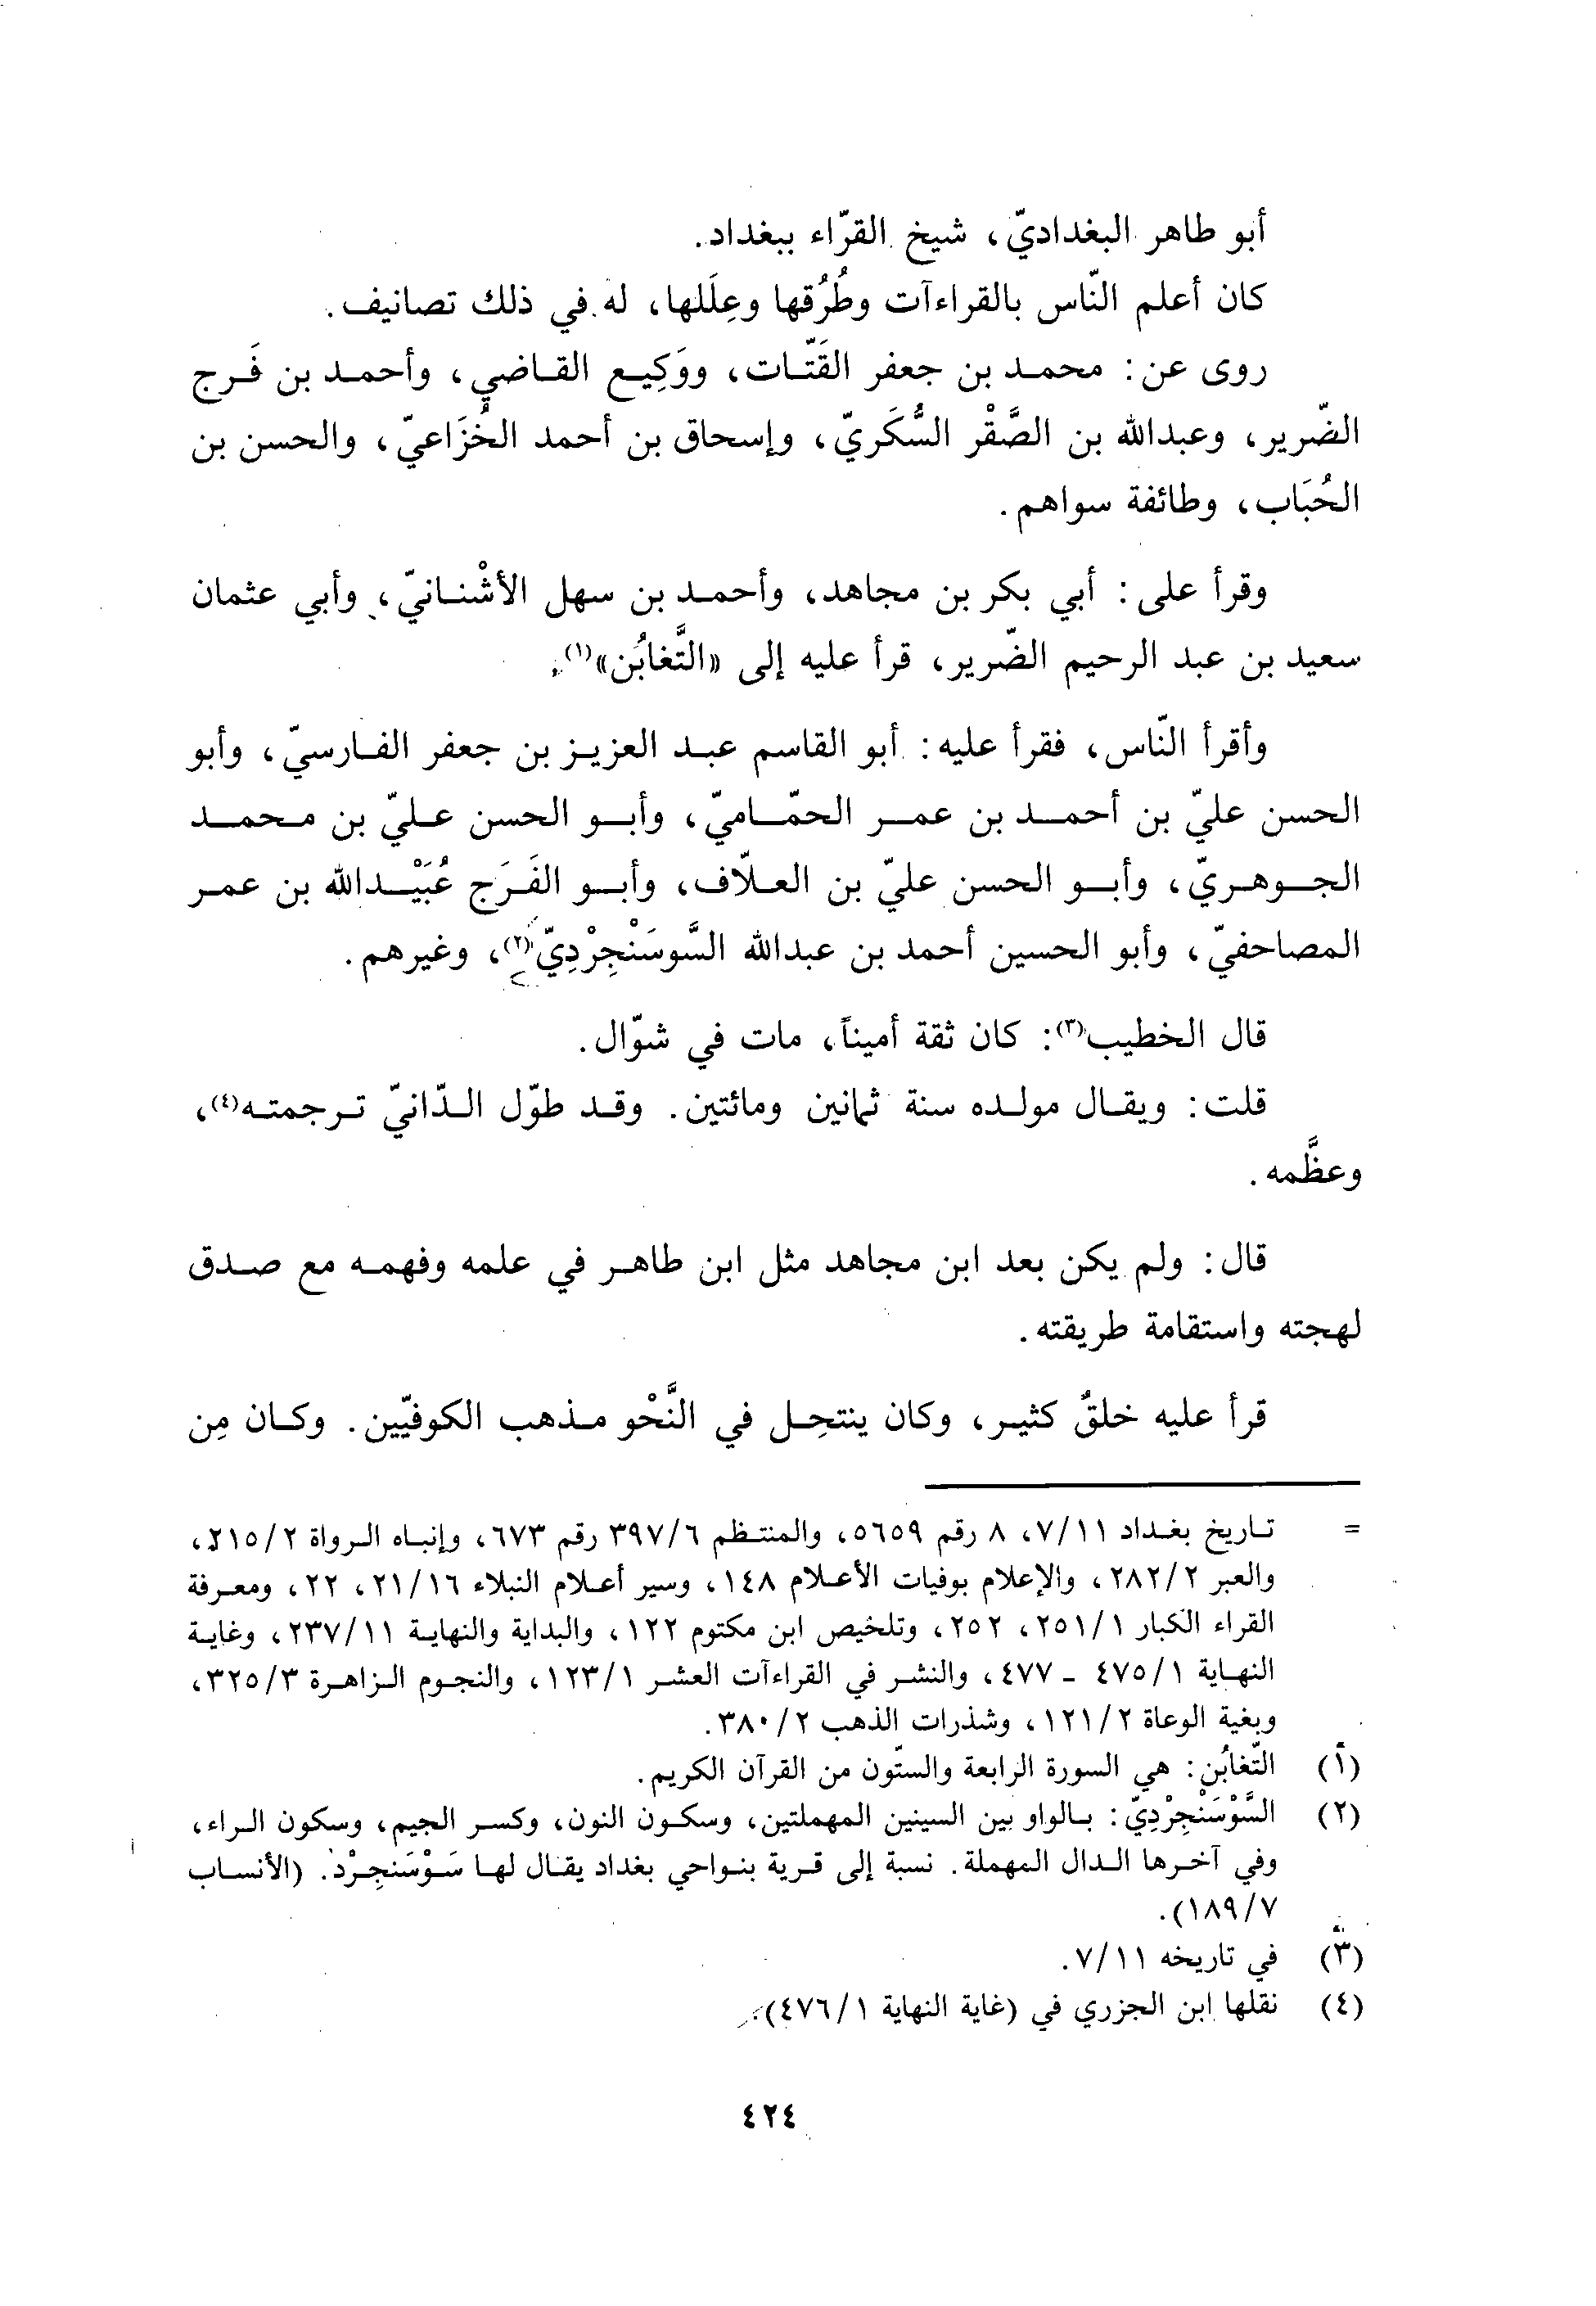 أبو طاهر البغداديّ، شيخ القرّاء ببغداد.
كان أعلم النّاس بالقراءآت وطُرُقها وعِلَلها، له في ذلك تصانيف.
روى عن: محمد بن جعفر القَتّات، ووَكِيع القاضي، وأحمد بن فَرج
الضّرير، وعبدالله بن الصَّقْر السُّكَريّ، وإسحاق بن أحمد الخُزَاعيّ، والحسن بن
الحُبَاب، وطائفة سواهم.
وقرأ على: أبي بكر بن مجاهد، وأحمد بن سهل الأشْنانيّ، وأبي عثمان
سعيد بن عبد الرحيم الضّرير، قرأ عليه إلى «التَّغابُن»(١).
وأقرأ النّاس، فقرأ عليه: أبو القاسم عبد العزيز بن جعفر الفارسيّ، وأبو
الحسن عليّ بن أحمد بن عمر الحمّاميّ، وأبو الحسن عليّ بن محمد
الجوهريّ، وأبو الحسن عليّ بن العلّاف، وأبو الفَرَج عُبَيْدالله بن عمر
المصاحفيّ، وأبو الحسين أحمد بن عبدالله السَّوسَنْجِرْدِيّ(٢)، وغيرهم.
قال الخطيب(٣): كان ثقة أميناً، مات في شوّال.
قلت: ويقال مولده سنة ثمانين ومائتين. وقد طوّل الدّانيّ ترجمته(٤)،
وعظَّمه.
قال: ولم يكن بعد ابن مجاهد مثل ابن طاهر في علمه وفهمه مع صدق
لهجته واستقامة طريقته.
قرأ عليه خلقٌ كثير، وكان ينتحِل في النَّحْو مذهب الكوفيّين. وكان مِن
= تاريخ بغداد ٧/١١، ٨ رقم ٥٦٥٩، والمنتظم ٣٩٧/٦ رقم ٦٧٣، وإنباه الرواة ٢١٥/٢،
والعبر ٢٨٢/٢، والإعلام بوفيات الأعلام ١٤٨، وسير أعلام النبلاء ٢١/١٦، ٢٢، ومعرفة
القراء الكبار ٢٥١/١، ٢٥٢، وتلخيص ابن مكتوم ١٢٢، والبداية والنهاية ٢٣٧/١١، وغاية
النهاية ٤٧٥/١ - ٤٧٧، والنشر في القراءآت العشر ١٢٣/١، والنجوم الزاهرة ٣٢٥/٣،
وبغية الوعاة ١٢١/٢، وشذرات الذهب ٣٨٠/٢.
(١) التّغابُن: هي السورة الرابعة والستّون من القرآن الكريم.
(٢) السَّوْسَنْجِرْدِيّ: بالواو بين السينين المهملتين، وسكون النون، وكسر الجيم، وسكون الراء،
وفي آخرها الدال المهملة. نسبة إلى قرية بنواحي بغداد يقال لها سَوْسَنجِرْد. (الأنساب
١٨٩/٧).
(٣) في تاريخه ٧/١١.
(٤) نقلها ابن الجزري في (غاية النهاية ٤٧٦/١).
٤٢٤